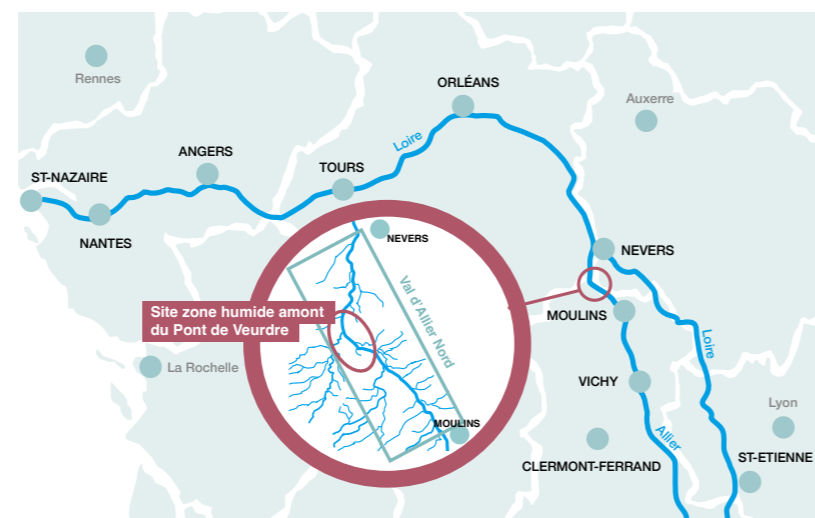 Rennes
ORLÉANS
Auxerre
Loire
ANGERS
TOURS
ST-NAZAIRE
NANTES
NEVERS
NEVERS
Val d'Allier Nord
Site zone humide amont
du Pont de Veurdre
MOULINS
Loire
La Rochelle
VICHY
Lyon
MOULINS
Allier
CLERMONT-FERRAND
ST-ETIENNE